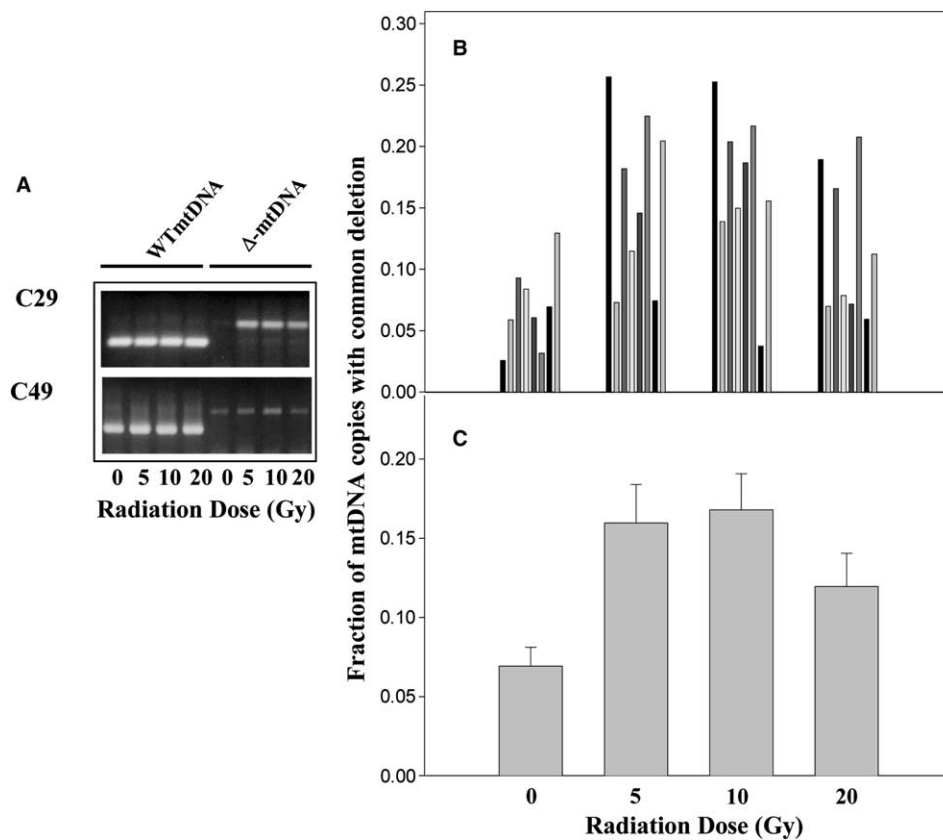 A
WTmtDNA
Δ-mtDNA
C29
C49
0 5 10 20 0 5 10 20
Radiation Dose (Gy)
Fraction of mtDNA copies with common deletion
B
0.30
0.25
0.20
0.15
0.10
0.05
0.00
C
0.20
0.15
0.10
0.05
0.00
0 5 10 20
Radiation Dose (Gy)